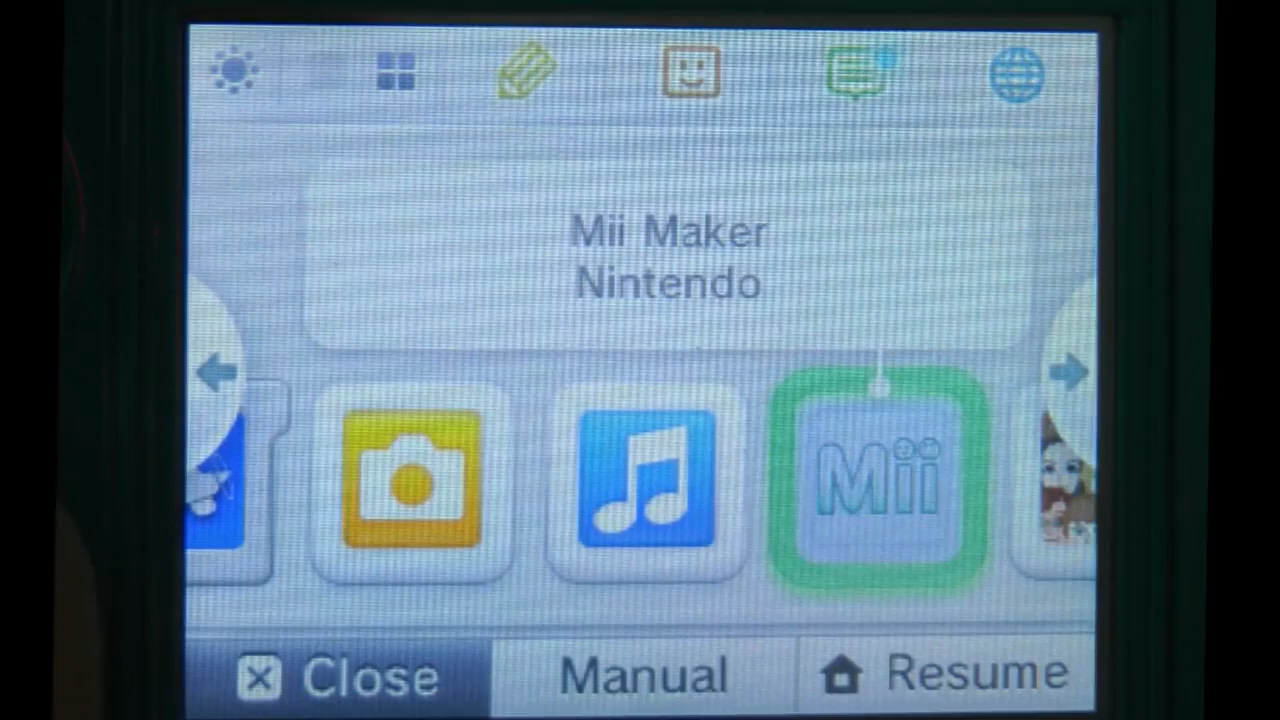 Mii Maker
Nintendo
Mii
Close
Manual
Resume